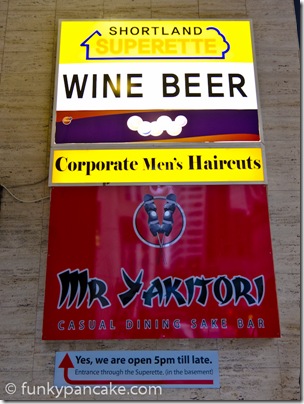 SHORTLAND
SUPERETTE
WINE BEER
Corporate Men's Haircuts
MR YAKITORI
CASUAL DINING SAKE BAR
Yes, we are open 5pm till late.
Entrance through the Superette, (in the basement)
© funkypancake.com